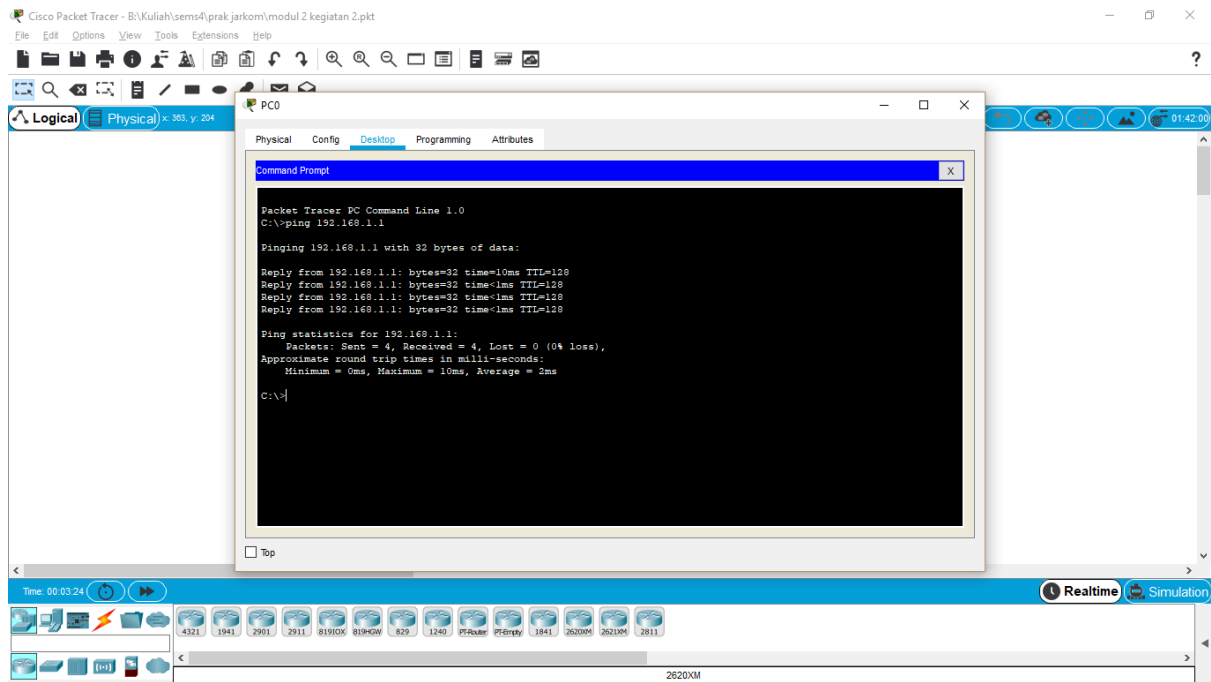 Cisco Packet Tracer - B:\Kuliah\sems4\prak jarkom\modul 2 kegiatan 2.pkt
File Edit Options View Tools Extensions Help
?
Logical Physical x: 363, y: 204 01:42:00
PC0
Physical Config Desktop Programming Attributes
Command Prompt X
Packet Tracer PC Command Line 1.0
C:\>ping 192.168.1.1
Pinging 192.168.1.1 with 32 bytes of data:
Reply from 192.168.1.1: bytes=32 time=10ms TTL=128
Reply from 192.168.1.1: bytes=32 time<1ms TTL=128
Reply from 192.168.1.1: bytes=32 time<1ms TTL=128
Reply from 192.168.1.1: bytes=32 time<1ms TTL=128
Ping statistics for 192.168.1.1:
Packets: Sent = 4, Received = 4, Lost = 0 (0% loss),
Approximate round trip times in milli-seconds:
Minimum = 0ms, Maximum = 10ms, Average = 2ms
C:\>
Top
Time: 00:03:24 Realtime Simulation
4321 1941 2901 2911 819IOX 819HGW 829 1240 PT-Router PT-Empty 1841 2620XM 2621XM 2811
2620XM